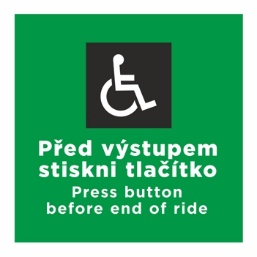 Před výstupem
stiskni tlačítko
Press button
before end of ride